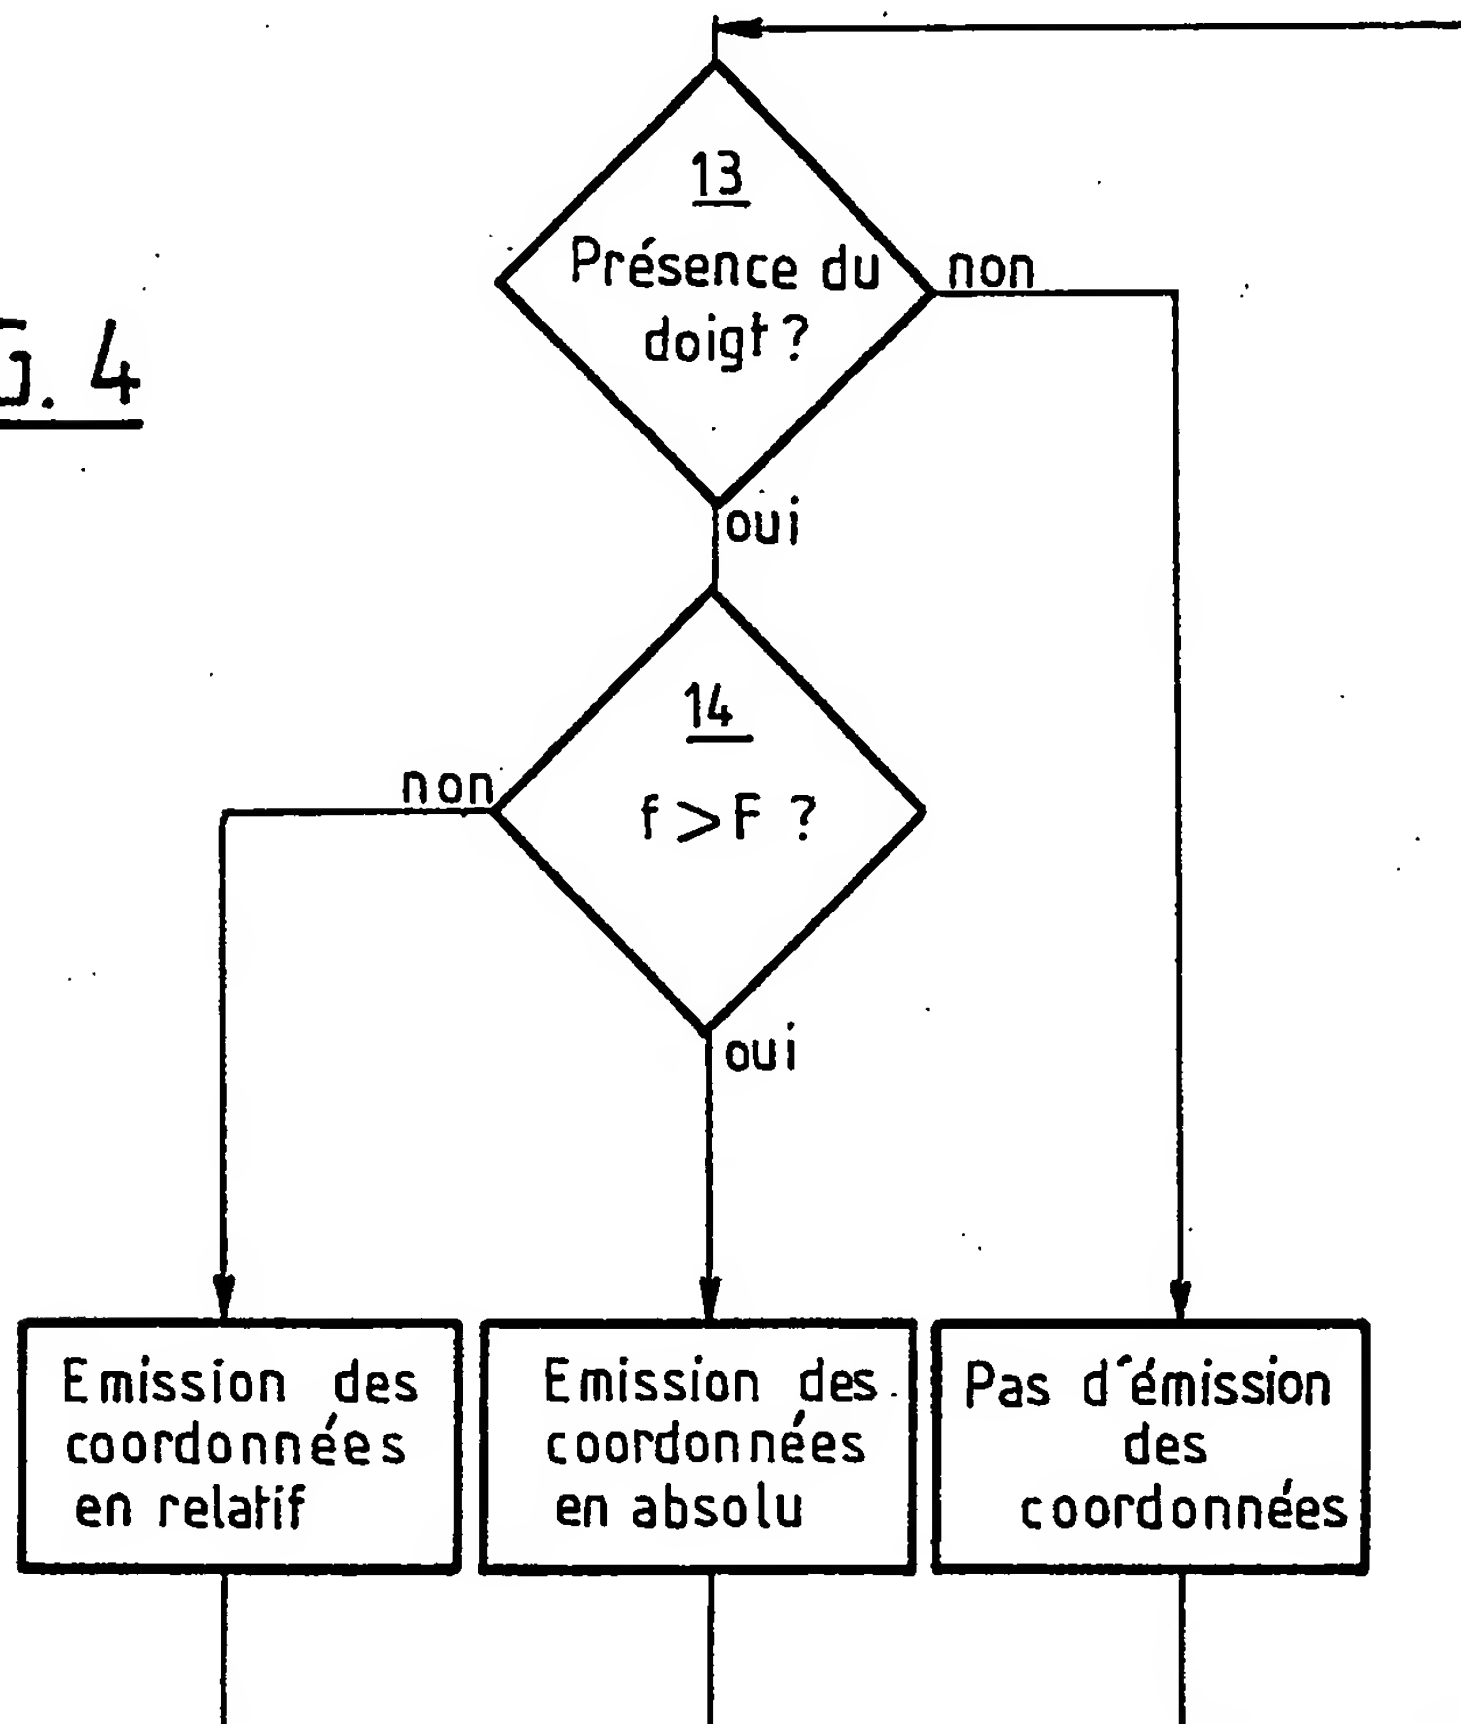 13
Présence du
doigt ?
non
G. 4
oui
14
f > F ?
non
oui
Emission des
coordonnées
en relatif
Emission des
coordonnées
en absolu
Pas d'émission
des
coordonnées